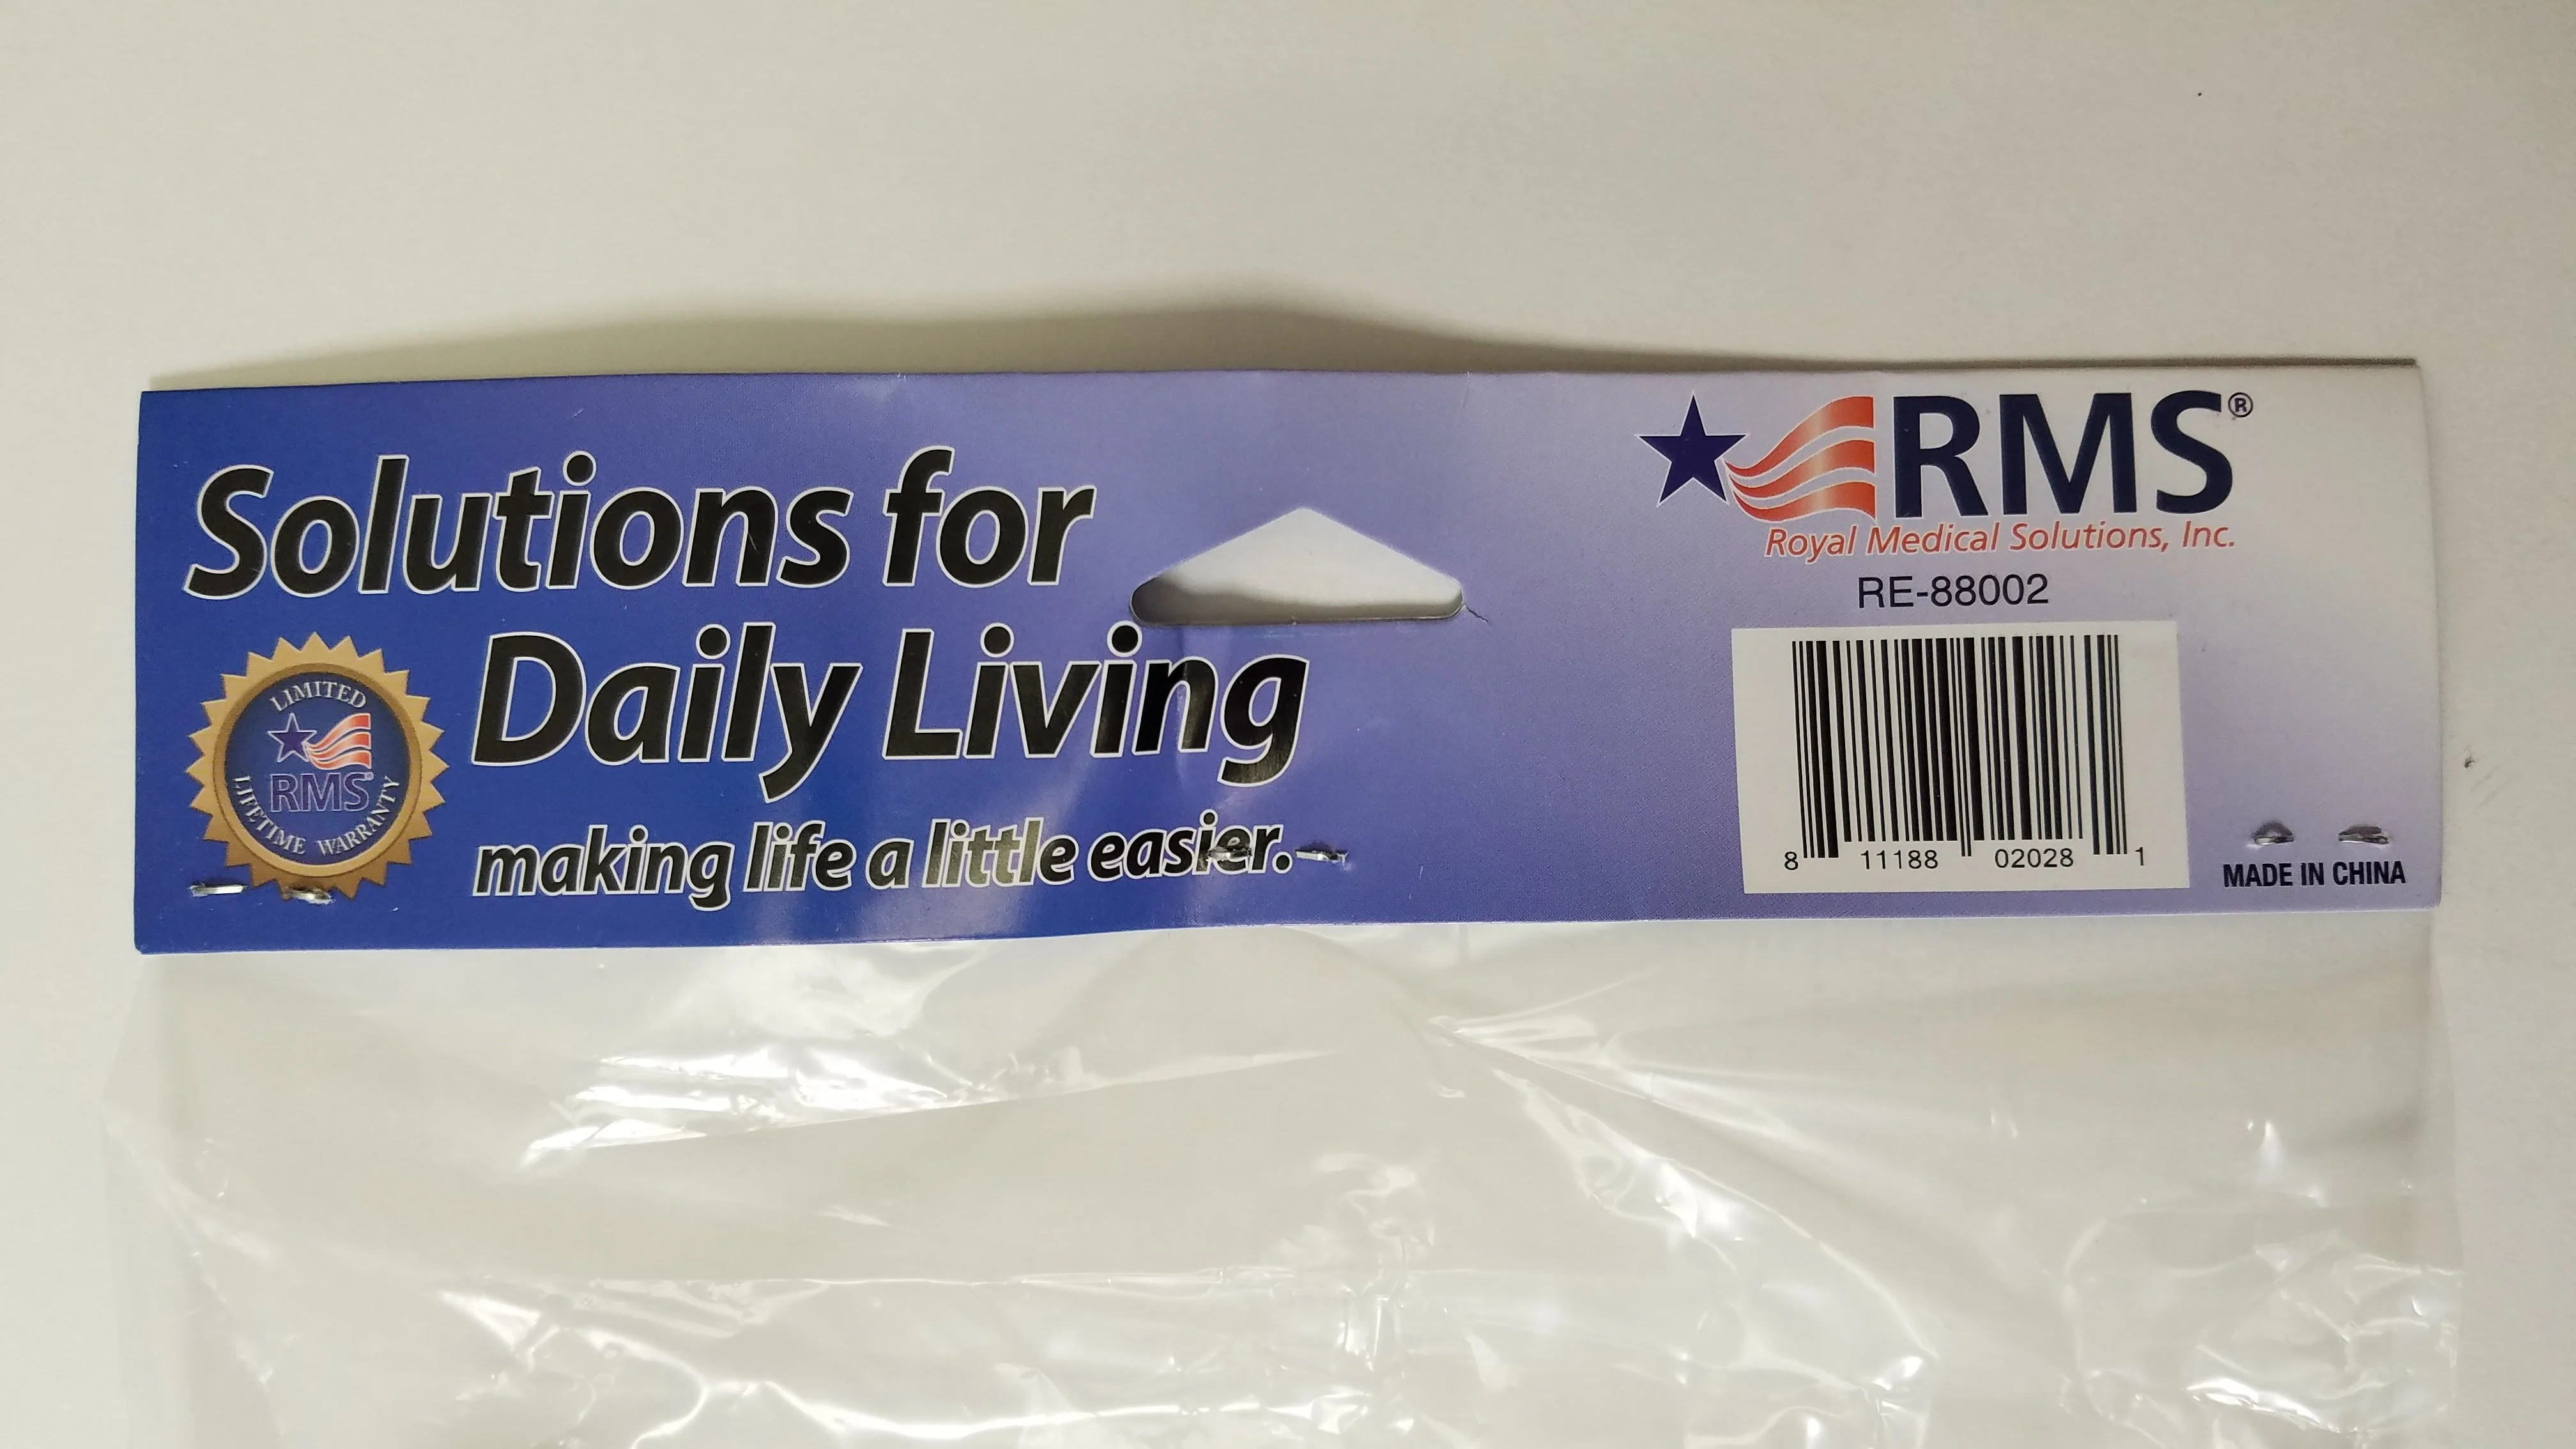 Solutions for
Daily Living
making life a little easier.
LIMITED
RMS®
LIFETIME WARRANTY
RMS®
Royal Medical Solutions, Inc.
RE-88002
8 11188 02028 1
MADE IN CHINA